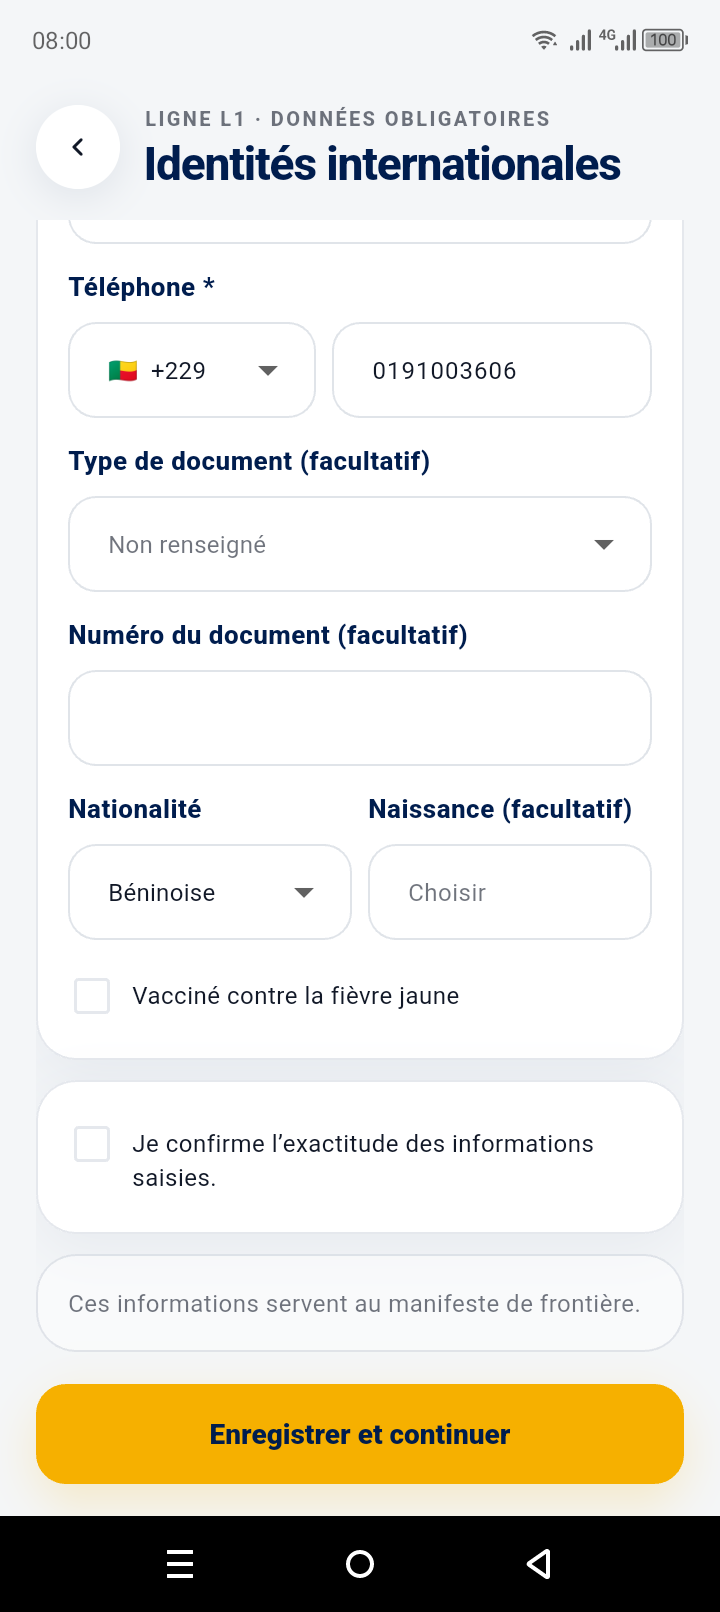 08:00
4G
100
LIGNE L1 · DONNÉES OBLIGATOIRES
Identités internationales
Téléphone *
+229
0191003606
Type de document (facultatif)
Non renseigné
Numéro du document (facultatif)
Nationalité
Naissance (facultatif)
Béninoise
Choisir
Vacciné contre la fièvre jaune
Je confirme l’exactitude des informations
saisies.
Ces informations servent au manifeste de frontière.
Enregistrer et continuer